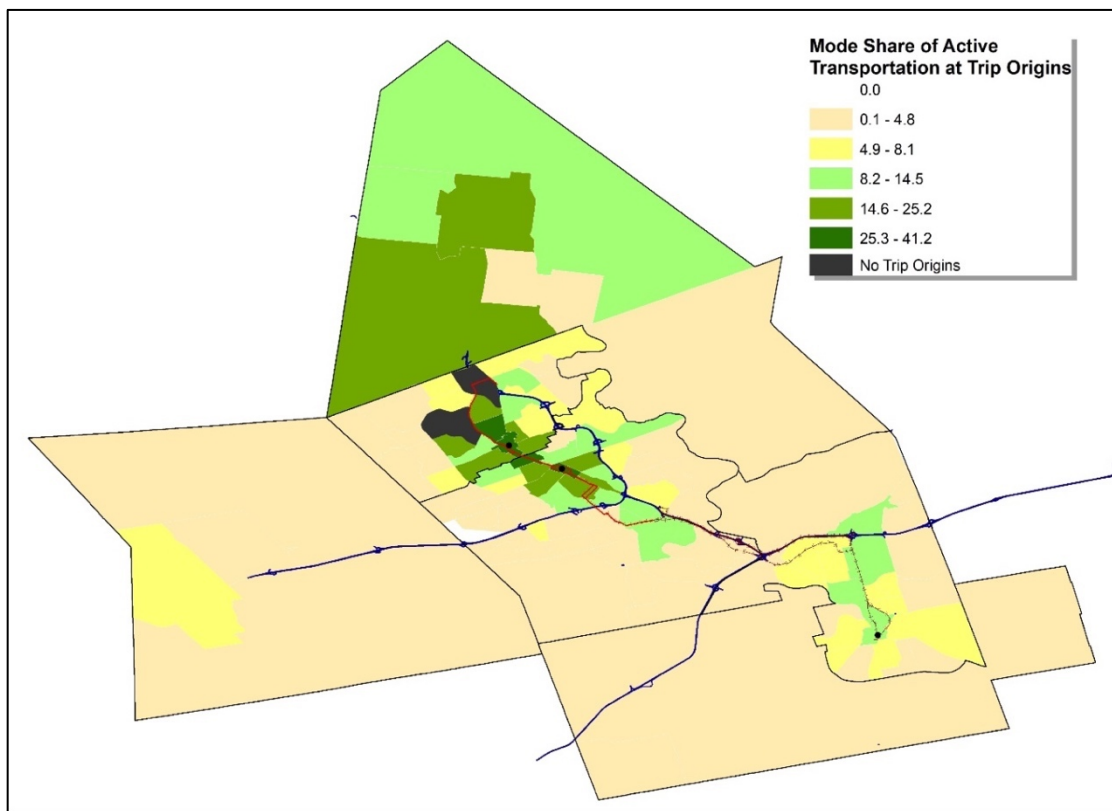 Mode Share of Active
Transportation at Trip Origins
0.0
0.1 - 4.8
4.9 - 8.1
8.2 - 14.5
14.6 - 25.2
25.3 - 41.2
No Trip Origins